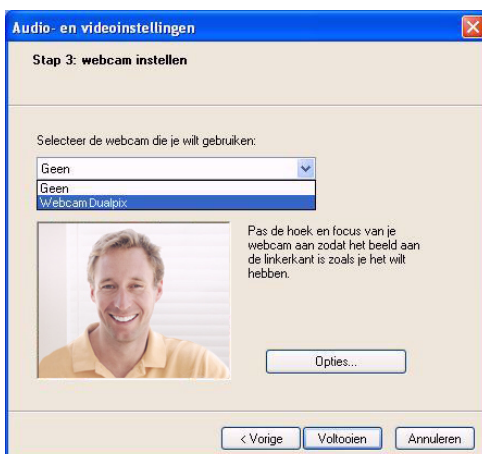 Audio- en videoinstellingen
Stap 3: webcam instellen
Selecteer de webcam die je wilt gebruiken:
Geen
Geen
Webcam Dualpix
Pas de hoek en focus van je
webcam aan zodat het beeld aan
de linkerkant is zoals je het wilt
hebben.
Opties...
< Vorige
Voltooien
Annuleren